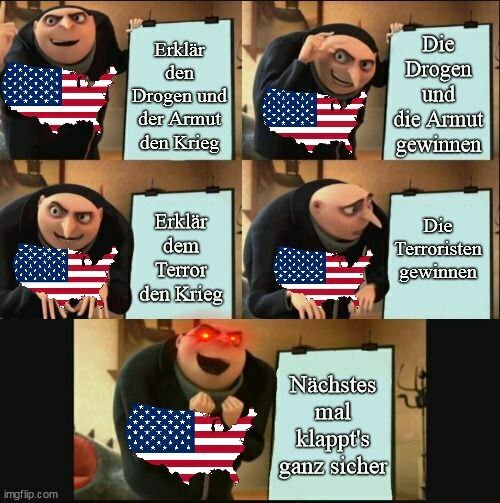 Erklär
den
Drogen und
der Armut
den Krieg
Die
Drogen
und
die Armut
gewinnen
Erklär
dem
Terror
den Krieg
Die
Terroristen
gewinnen
Nächstes
mal
klappt's
ganz sicher
imgflip.com